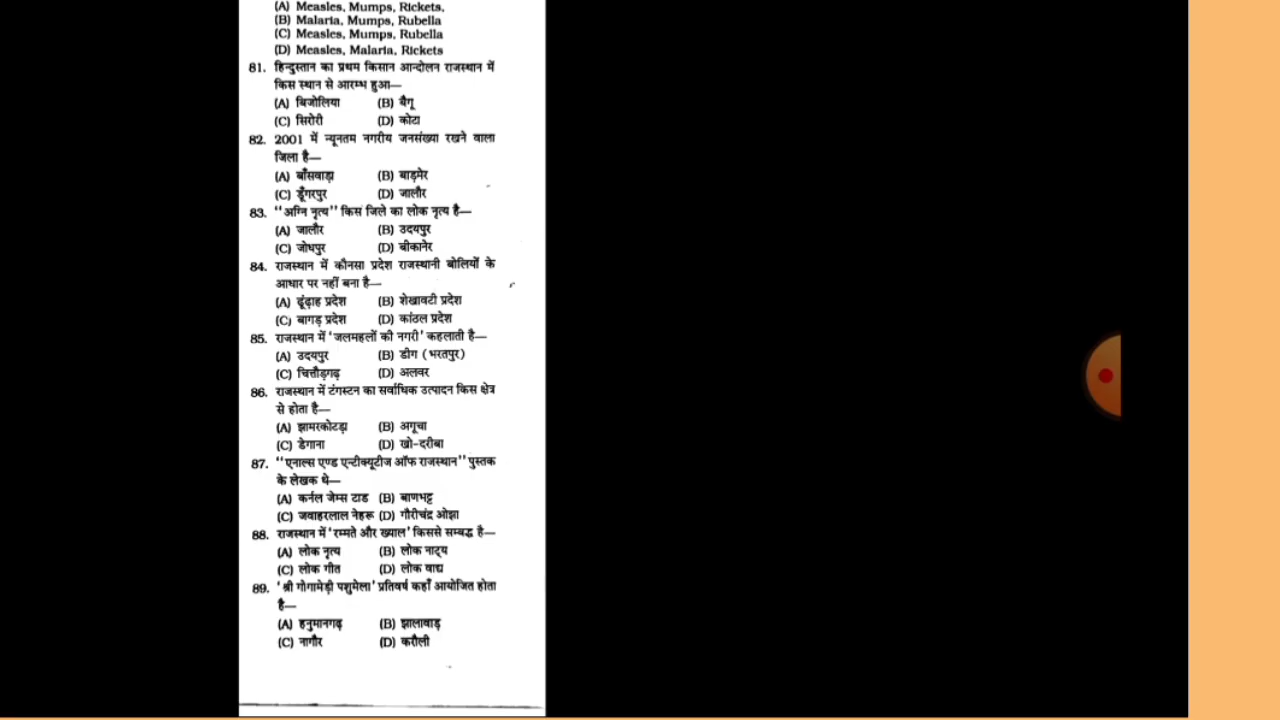 (A) Measles, Mumps, Rickets,
(B) Malaria, Mumps, Rubella
(C) Measles, Mumps, Rubella
(D) Measles, Malaria, Rickets
81. हिन्दुस्तान का प्रथम किसान आन्दोलन राजस्थान में
किस स्थान से आरम्भ हुआ—
(A) बिजोलिया (B) बैगू
(C) सिरोरी (D) कोटा
82. 2001 में न्यूनतम नगरीय जनसंख्या रखने वाला
जिला है—
(A) बाँसवाड़ा (B) बाड़मेर
(C) डूँगरपुर (D) जालौर
83. “अग्नि नृत्य” किस जिले का लोक नृत्य है—
(A) जालौर (B) उदयपुर
(C) जोधपुर (D) बीकानेर
84. राजस्थान में कौनसा प्रदेश राजस्थानी बोलियों के
आधार पर नहीं बना है—
(A) ढूंढ़ाह प्रदेश (B) शेखावटी प्रदेश
(C) बागड़ प्रदेश (D) कांठल प्रदेश
85. राजस्थान में ‘जलमहलों की नगरी’ कहलाती है—
(A) उदयपुर (B) डीग (भरतपुर)
(C) चित्तौड़गढ़ (D) अलवर
86. राजस्थान में टंगस्टन का सर्वाधिक उत्पादन किस क्षेत्र
से होता है—
(A) झामरकोटड़ा (B) अगूचा
(C) डेगाना (D) खो-दरीबा
87. “एनाल्स एण्ड एन्टीक्यूटीज ऑफ राजस्थान” पुस्तक
के लेखक थे—
(A) कर्नल जेम्स टाड (B) बाणभट्ट
(C) जवाहरलाल नेहरू (D) गौरीचंद्र ओझा
88. राजस्थान में ‘रम्मते और ख्याल’ किससे सम्बद्ध है—
(A) लोक नृत्य (B) लोक नाट्य
(C) लोक गीत (D) लोक वाद्य
89. ‘श्री गोगामेड़ी पशुमेला’ प्रतिवर्ष कहाँ आयोजित होता
है—
(A) हनुमानगढ़ (B) झालावाड़
(C) नागौर (D) करौली